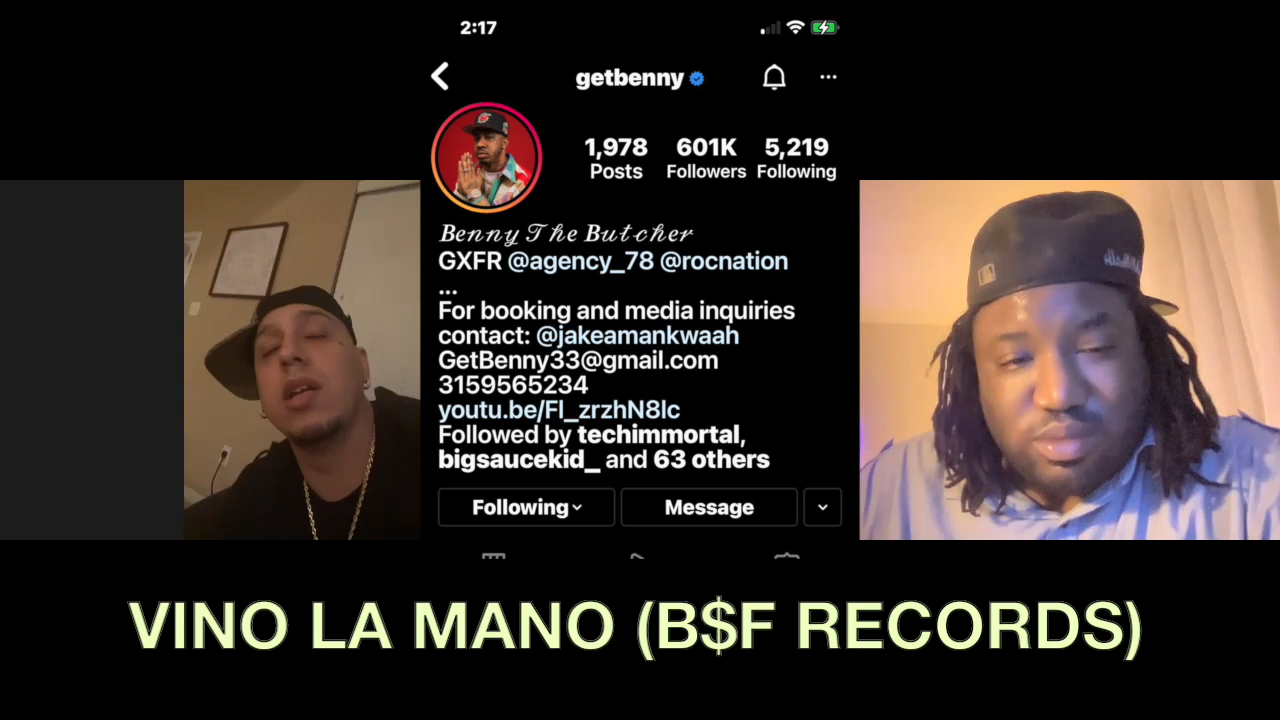 2:17
getbenny
1,978 601K 5,219
Posts Followers Following
𝓑𝓮𝓷𝓷𝔂 𝓣𝓱𝓮 𝓑𝓾𝓽𝓬𝓱𝓮𝓻
GXFR @agency_78 @rocnation
...
For booking and media inquiries
contact: @jakeamankwaah
GetBenny33@gmail.com
3159565234
youtu.be/Fl_zrzhN8lc
Followed by techimmortal,
bigsaucekid_ and 63 others
Following Message
VINO LA MANO (B$F RECORDS)